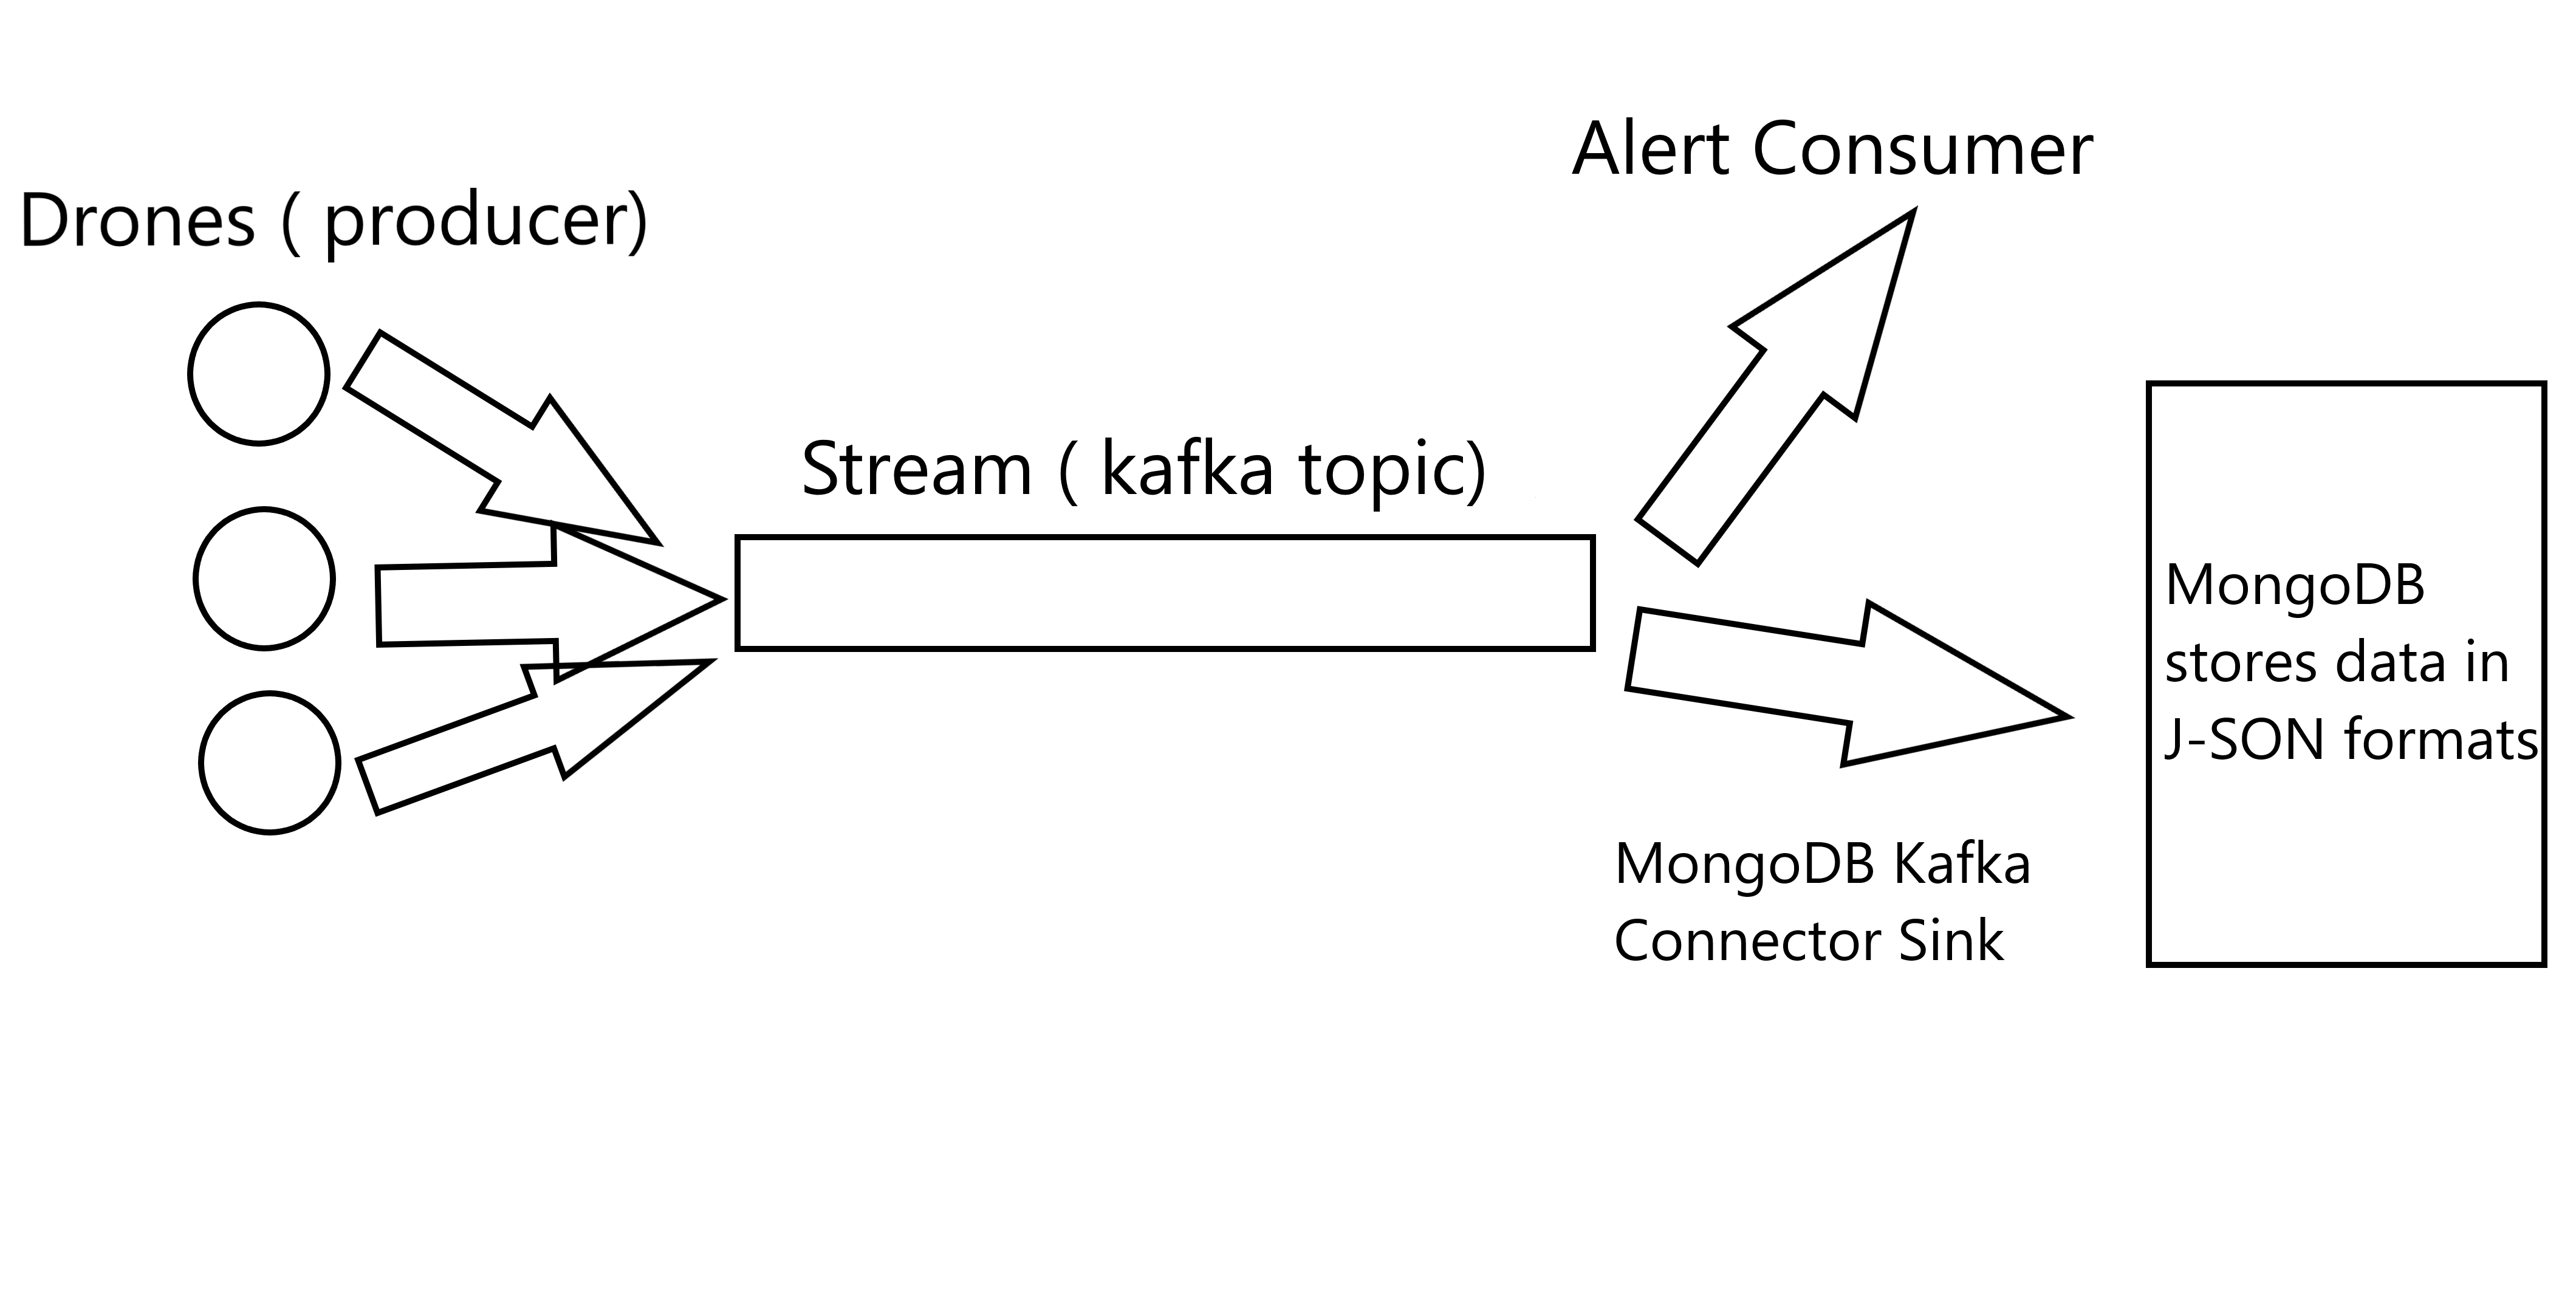 Alert Consumer
Drones ( producer)
Stream ( kafka topic)
MongoDB
stores data in
J-SON formats
MongoDB Kafka
Connector Sink